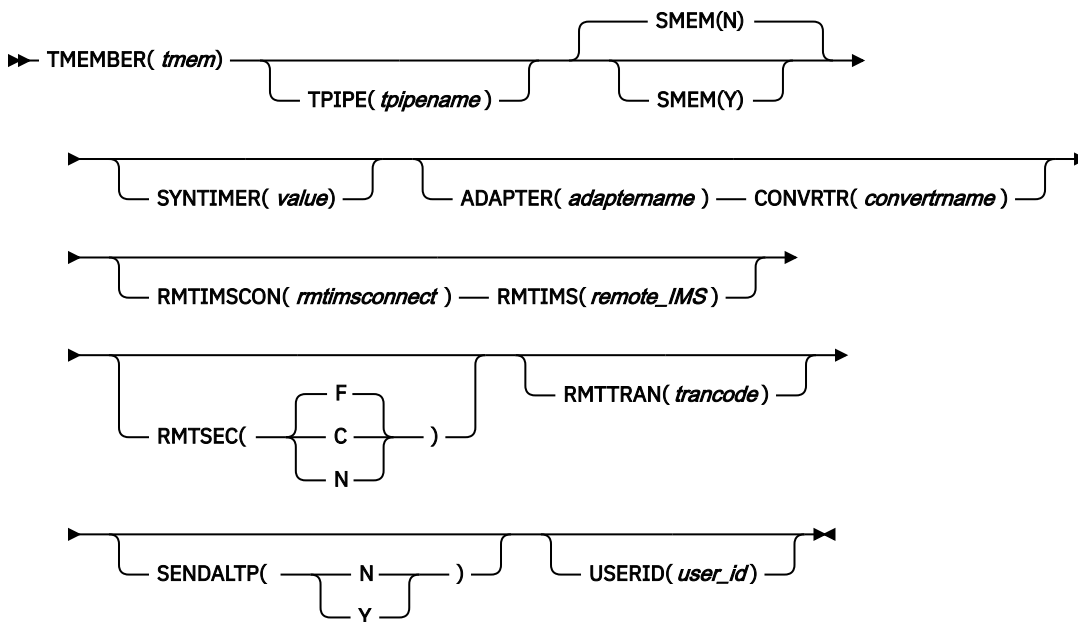 SMEM(N)
TMEMBER( tmem)
TPIPE( tpipename )
SMEM(Y)
SYNTIMER( value)
ADAPTER( adaptername ) CONVRTR( convertrname )
RMTIMSCON( rmtimsconnect ) RMTIMS( remote_IMS )
F
RMTTRAN( trancode )
RMTSEC( C )
N
SENDALTP( N ) USERID( user_id )
Y